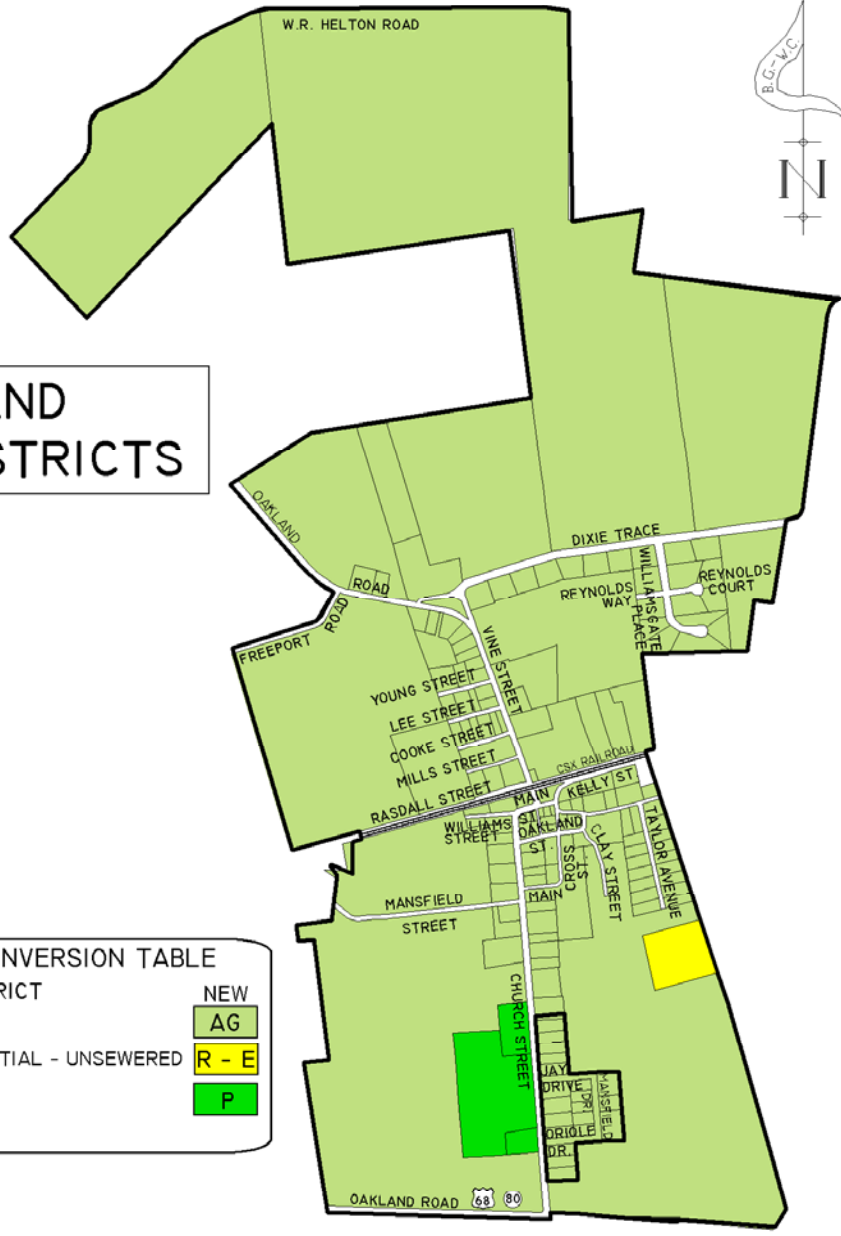 W.R. HELTON ROAD
B.G.-W.C.
N
AND
STRICTS
OAKLAND
ROAD
FREEPORT
ROAD
DIXIE TRACE
WILLIAMSGATE
PLACE
REYNOLDS
WAY
REYNOLDS
COURT
VINE STREET
YOUNG STREET
LEE STREET
COOKE STREET
MILLS STREET
RASDALL STREET
CSX RAILROAD
MAIN
ST.
KELLY ST
WILLIAMS
STREET
OAKLAND
ST.
CROSS
ST.
CLAY STREET
TAYLOR AVENUE
MAIN
MANSFIELD
STREET
CHURCH STREET
JAY
DRIVE
DR.
MANSFIELD
ORIOLE
DR.
OAKLAND ROAD
68
80
NVERSION TABLE
RICT
NEW
AG
TIAL - UNSEWERED
R - E
P